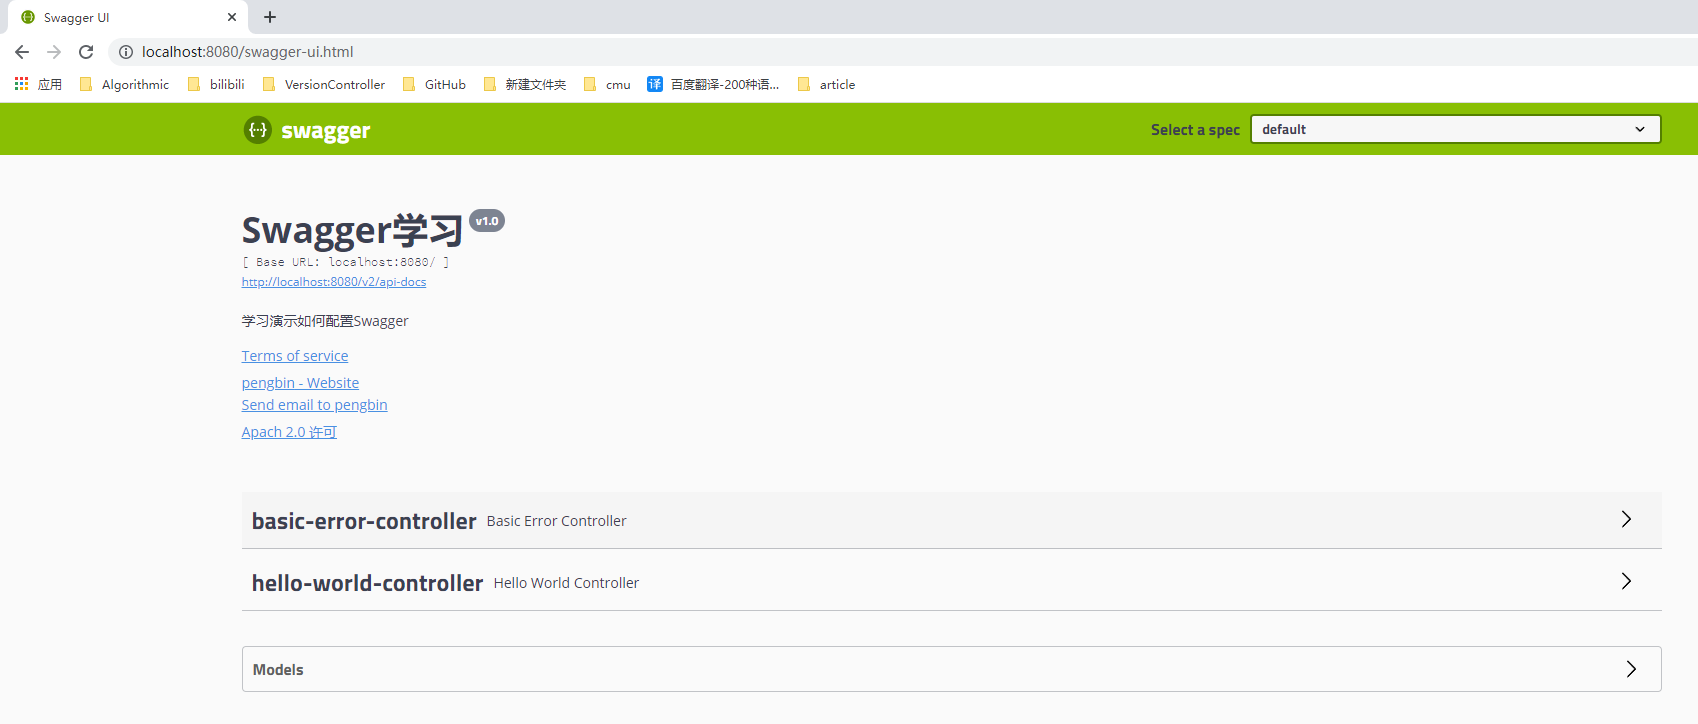 Swagger UI
localhost:8080/swagger-ui.html
应用 Algorithmic bilibili VersionController GitHub 新建文件夹 cmu 译 百度翻译-200种语... article
{··} swagger Select a spec default
Swagger学习 v1.0
[ Base URL: localhost:8080/ ]
http://localhost:8080/v2/api-docs
学习演示如何配置Swagger
Terms of service
pengbin - Website
Send email to pengbin
Apach 2.0 许可
basic-error-controller Basic Error Controller
hello-world-controller Hello World Controller
Models